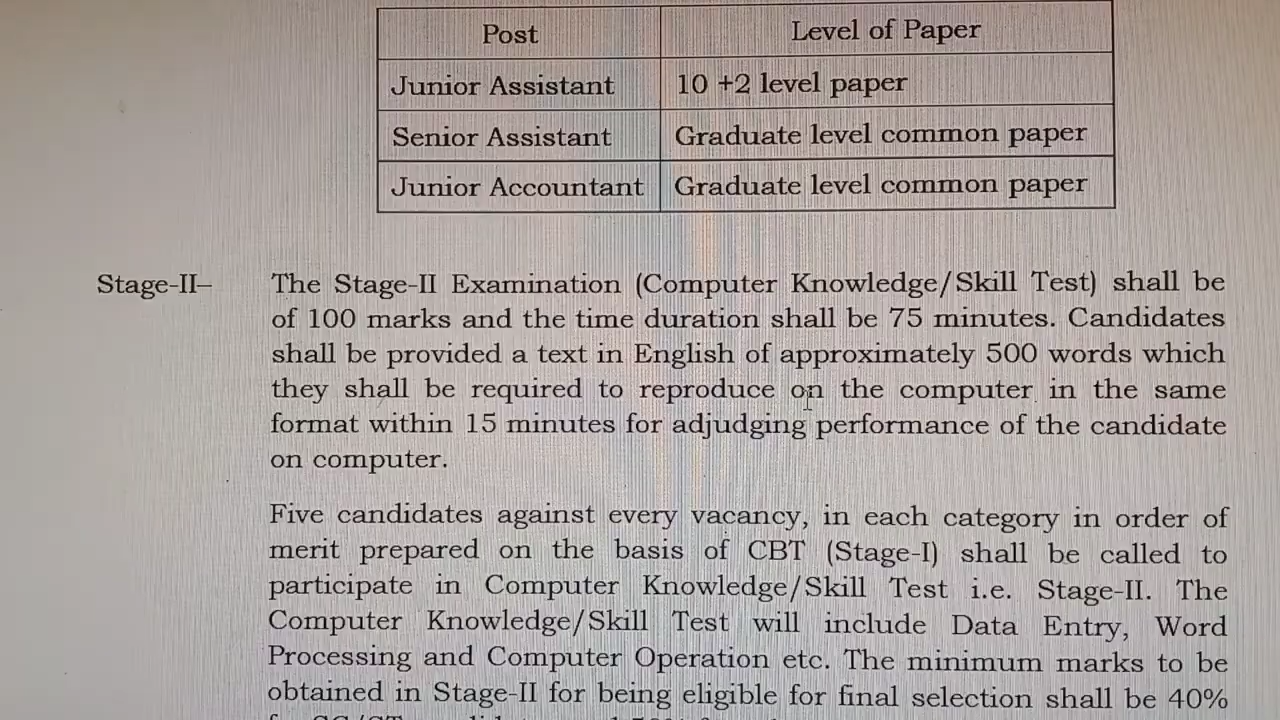 Post Level of Paper
Junior Assistant 10 +2 level paper
Senior Assistant Graduate level common paper
Junior Accountant Graduate level common paper
Stage-II– The Stage-II Examination (Computer Knowledge/Skill Test) shall be
of 100 marks and the time duration shall be 75 minutes. Candidates
shall be provided a text in English of approximately 500 words which
they shall be required to reproduce on the computer in the same
format within 15 minutes for adjudging performance of the candidate
on computer.
Five candidates against every vacancy, in each category in order of
merit prepared on the basis of CBT (Stage-I) shall be called to
participate in Computer Knowledge/Skill Test i.e. Stage-II. The
Computer Knowledge/Skill Test will include Data Entry, Word
Processing and Computer Operation etc. The minimum marks to be
obtained in Stage-II for being eligible for final selection shall be 40%